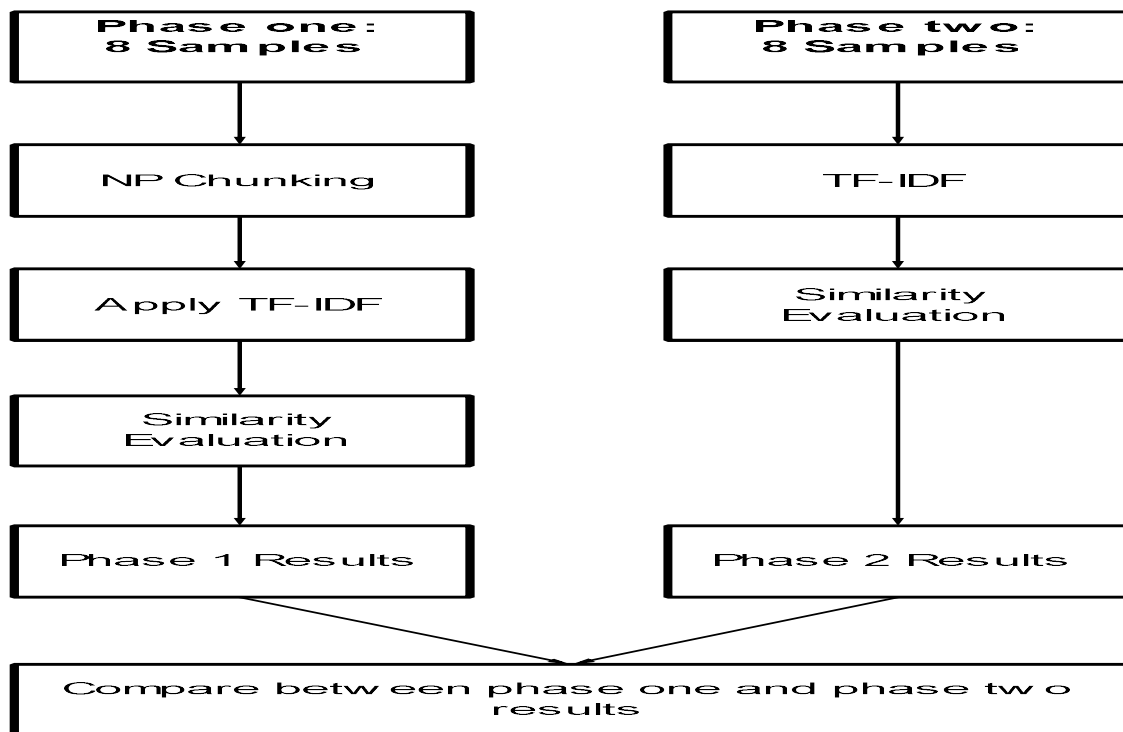 Phase one:
8 Samples
NP Chunking
Apply TF-IDF
Similarity
Evaluation
Phase 1 Results
Phase two:
8 Samples
TF-IDF
Similarity
Evaluation
Phase 2 Results
Compare between phase one and phase two
results